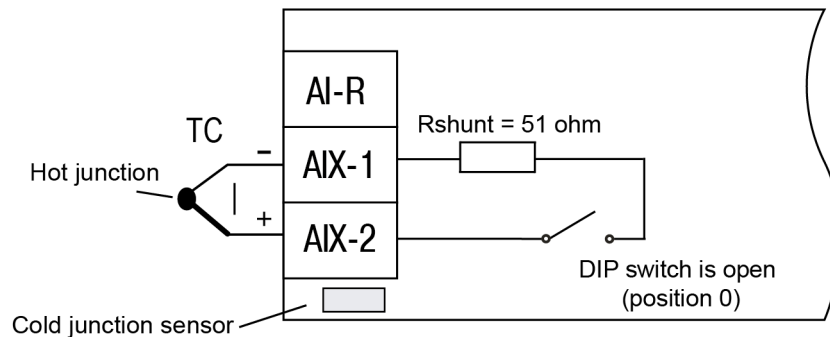 AI-R
Rshunt = 51 ohm
TC
-
AIX-1
Hot junction
+
AIX-2
DIP switch is open
(position 0)
Cold junction sensor